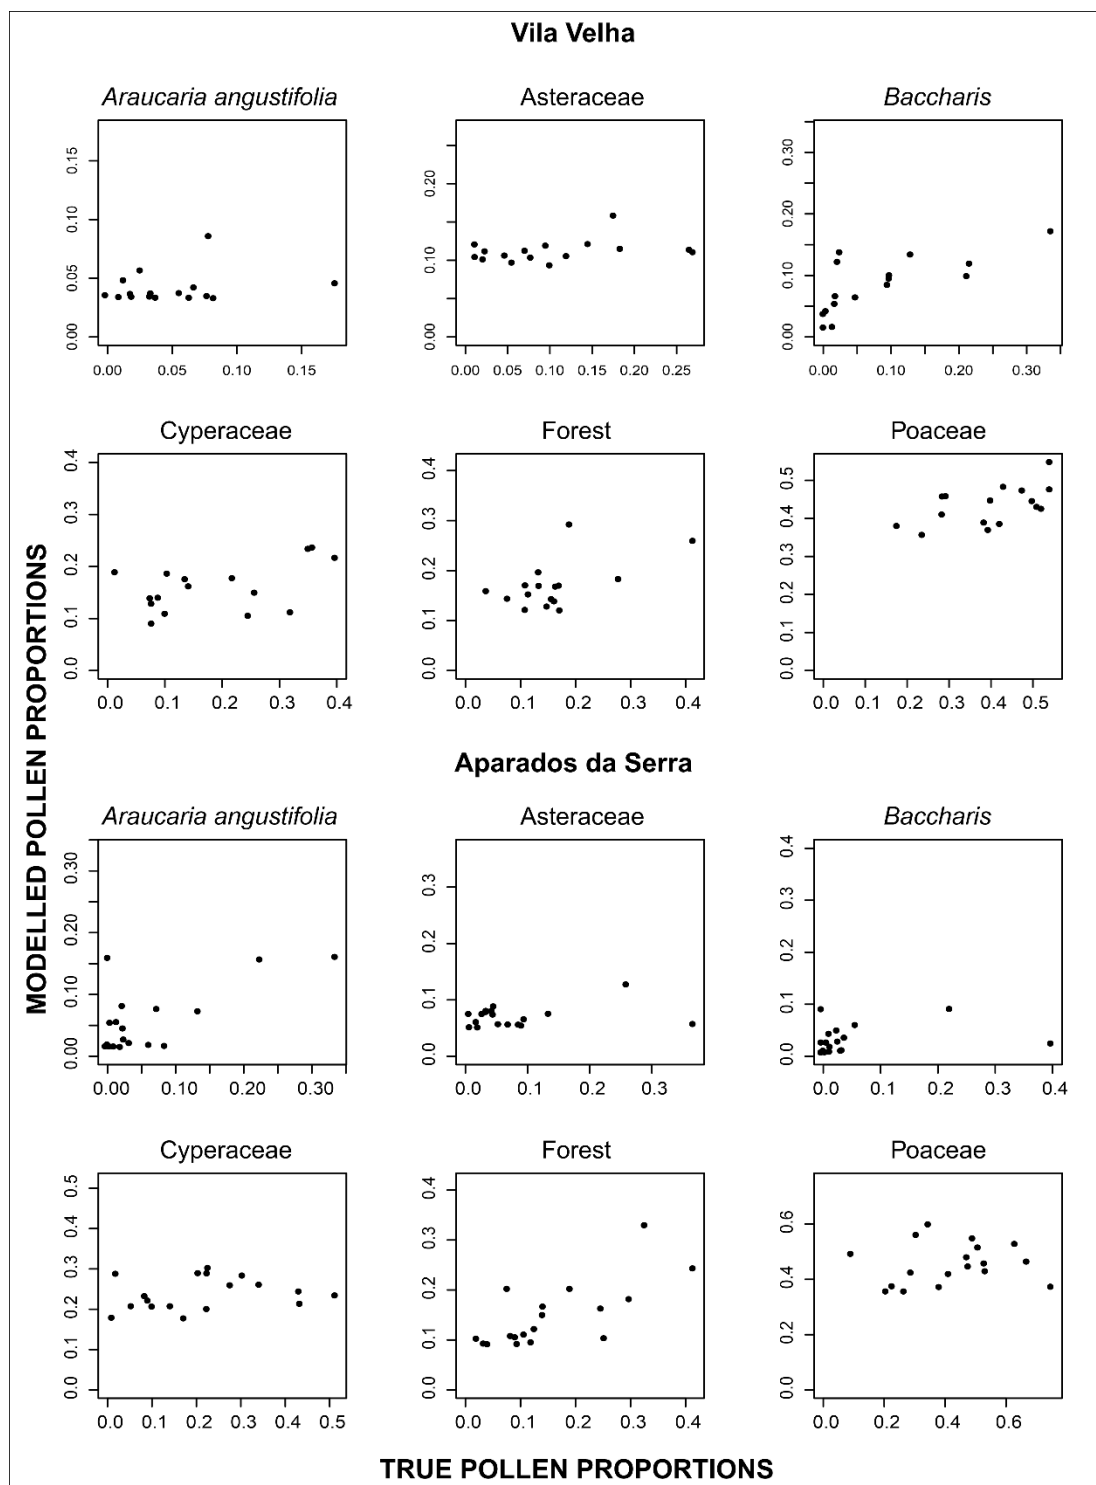 Vila Velha
Araucaria angustifolia
Asteraceae
Baccharis
0.00 0.05 0.10 0.15
0.00 0.05 0.10 0.15
0.00 0.10 0.20
0.00 0.05 0.10 0.15 0.20 0.25
0.00 0.10 0.20 0.30
0.00 0.10 0.20 0.30
Cyperaceae
Forest
Poaceae
0.0 0.1 0.2 0.3 0.4
0.0 0.1 0.2 0.3 0.4
0.0 0.1 0.2 0.3 0.4
0.0 0.1 0.2 0.3 0.4
0.0 0.1 0.2 0.3 0.4 0.5
0.0 0.1 0.2 0.3 0.4 0.5
MODELLED POLLEN PROPORTIONS
Aparados da Serra
Araucaria angustifolia
Asteraceae
Baccharis
0.00 0.10 0.20 0.30
0.00 0.10 0.20 0.30
0.0 0.1 0.2 0.3
0.0 0.1 0.2 0.3
0.0 0.1 0.2 0.3 0.4
0.0 0.1 0.2 0.3 0.4
Cyperaceae
Forest
Poaceae
0.0 0.1 0.2 0.3 0.4 0.5
0.0 0.1 0.2 0.3 0.4 0.5
0.0 0.1 0.2 0.3 0.4
0.0 0.1 0.2 0.3 0.4
0.0 0.2 0.4 0.6
0.0 0.2 0.4 0.6
TRUE POLLEN PROPORTIONS